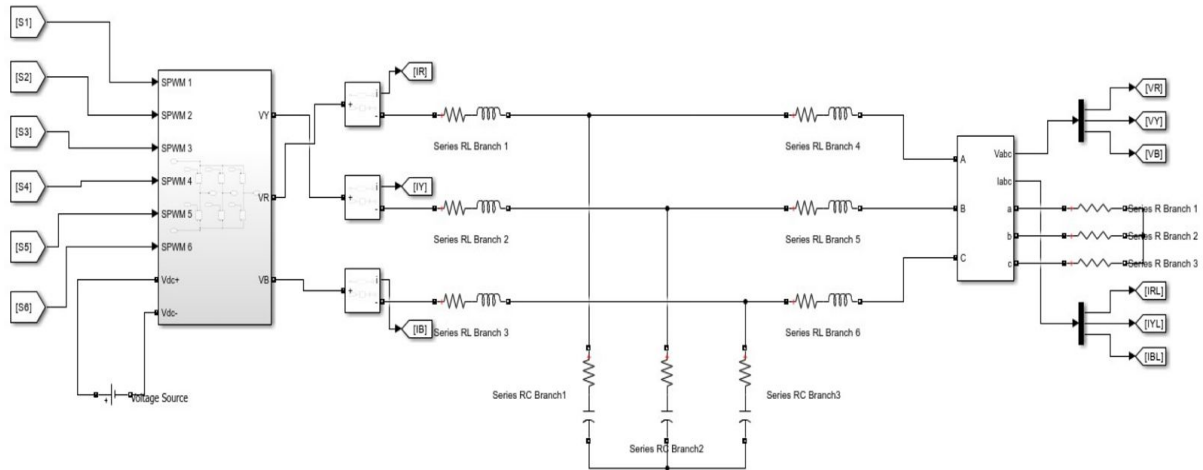 [S1]
[S2]
[S3]
[S4]
[S5]
[S6]
SPWM 1
SPWM 2
SPWM 3
SPWM 4
SPWM 5
SPWM 6
Vdc+
Vdc-
VY
VR
VB
+
Voltage Source
+
i
-
[IR]
+
i
-
[IY]
+
i
-
[IB]
Series RL Branch 1
Series RL Branch 2
Series RL Branch 3
Series RL Branch 4
Series RL Branch 5
Series RL Branch 6
Series RC Branch1
Series RC Branch2
Series RC Branch3
A
B
C
Vabc
Iabc
a
b
c
[VR]
[VY]
[VB]
Series R Branch 1
Series R Branch 2
Series R Branch 3
[IRL]
[IYL]
[IBL]